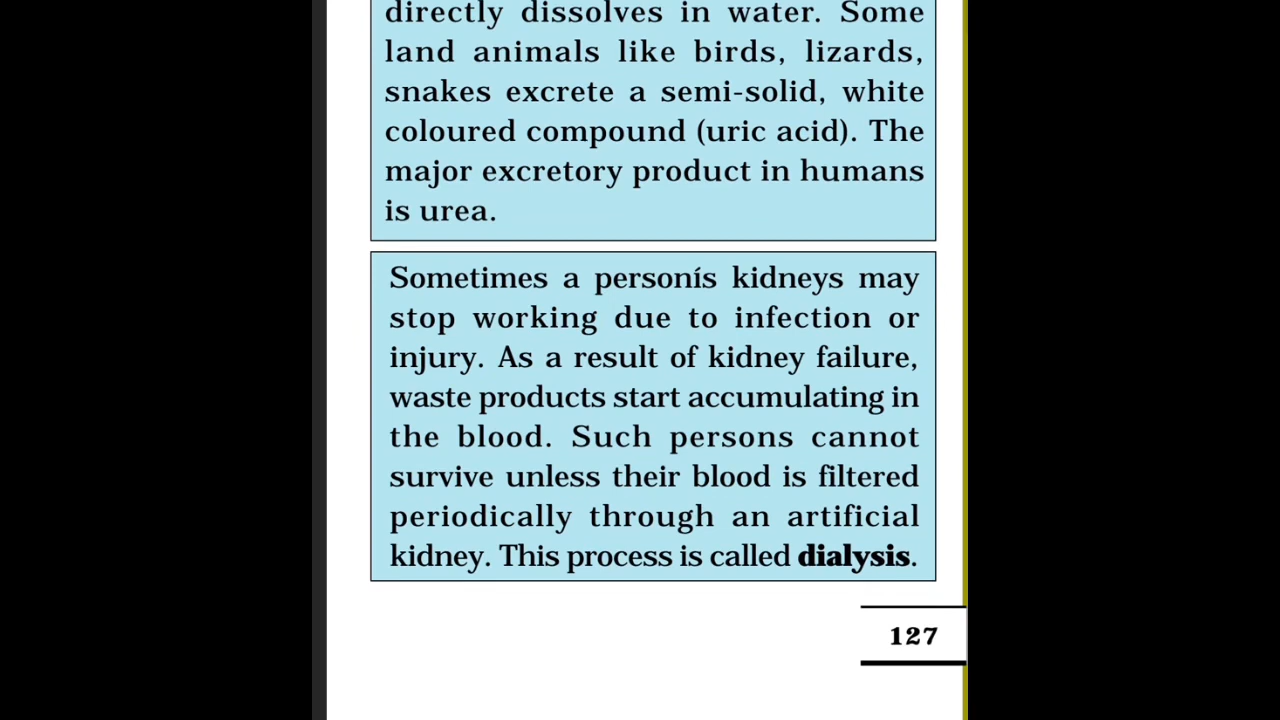 directly dissolves in water. Some
land animals like birds, lizards,
snakes excrete a semi-solid, white
coloured compound (uric acid). The
major excretory product in humans
is urea.
Sometimes a personís kidneys may
stop working due to infection or
injury. As a result of kidney failure,
waste products start accumulating in
the blood. Such persons cannot
survive unless their blood is filtered
periodically through an artificial
kidney. This process is called dialysis.
127